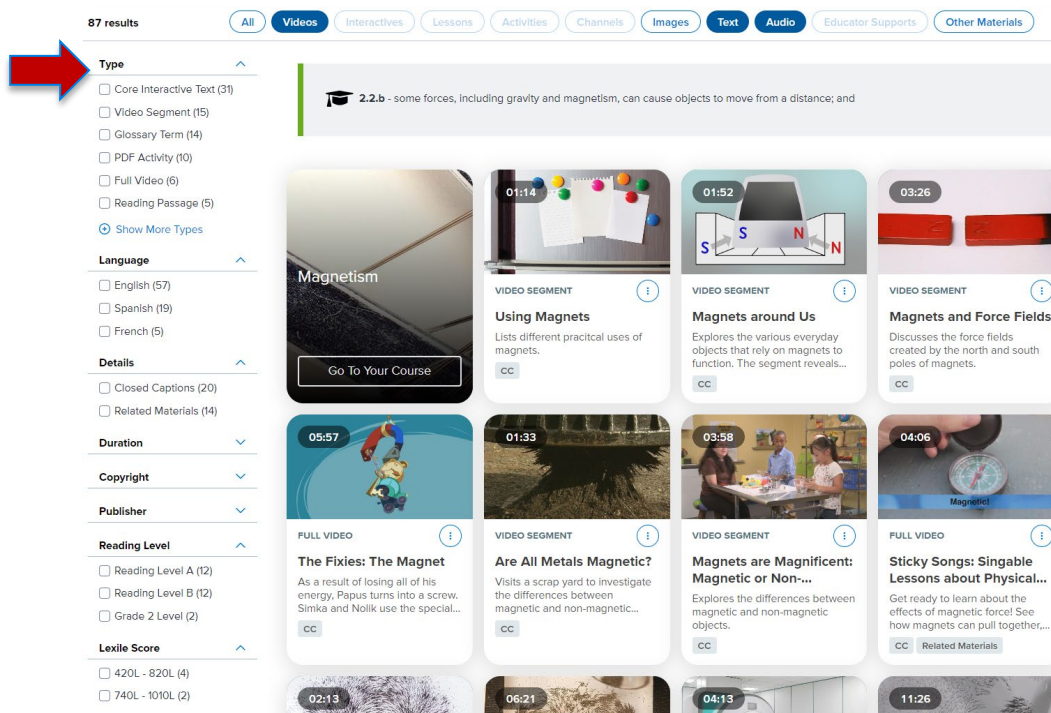 87 results
All
Videos
Interactives
Lessons
Activities
Channels
Images
Text
Audio
Educator Supports
Other Materials
Type
Core Interactive Text (31)
Video Segment (15)
Glossary Term (14)
PDF Activity (10)
Full Video (6)
Reading Passage (5)
Show More Types
Language
English (57)
Spanish (19)
French (5)
Details
Closed Captions (20)
Related Materials (14)
Duration
Copyright
Publisher
Reading Level
Reading Level A (12)
Reading Level B (12)
Grade 2 Level (2)
Lexile Score
420L - 820L (4)
740L - 1010L (2)
2.2.b - some forces, including gravity and magnetism, can cause objects to move from a distance; and
Magnetism
Go To Your Course
01:14
VIDEO SEGMENT
Using Magnets
Lists different pracitcal uses of
magnets.
CC
01:52
S
S
N
N
VIDEO SEGMENT
Magnets around Us
Explores the various everyday
objects that rely on magnets to
function. The segment reveals...
CC
03:26
VIDEO SEGMENT
Magnets and Force Fields
Discusses the force fields
created by the north and south
poles of magnets.
CC
05:57
FULL VIDEO
The Fixies: The Magnet
As a result of losing all of his
energy, Papus turns into a screw.
Simka and Nolik use the special...
CC
01:33
VIDEO SEGMENT
Are All Metals Magnetic?
Visits a scrap yard to investigate
the differences between
magnetic and non-magnetic...
CC
03:58
VIDEO SEGMENT
Magnets are Magnificent:
Magnetic or Non-...
Explores the differences between
magnetic and non-magnetic
objects.
CC
04:06
Magnetic!
FULL VIDEO
Sticky Songs: Singable
Lessons about Physical...
Get ready to learn about the
effects of magnetic force! See
how magnets can pull together,...
CC
Related Materials
02:13
06:21
04:13
11:26